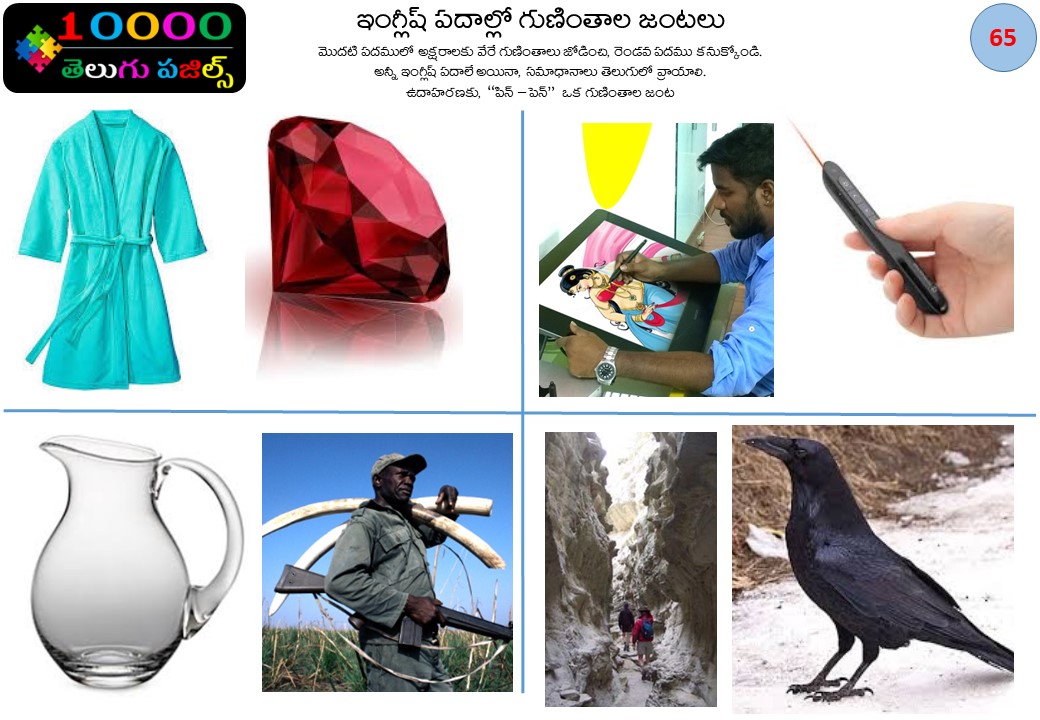 10000
తెలుగు పజిల్స్
ఇంగ్లీష్ పదాల్లో గుణింతాల జంటలు
65
మొదటి పదములో అక్షరాలకు వేరే గుణింతాలు జోడించి, రెండవ పదము కనుక్కోండి.
అన్నీ ఇంగ్లీష్ పదాలే అయినా, సమాధానాలు తెలుగులో వ్రాయాలి.
ఉదాహరణకు, “పిన్ – పెన్” ఒక గుణింతాల జంట